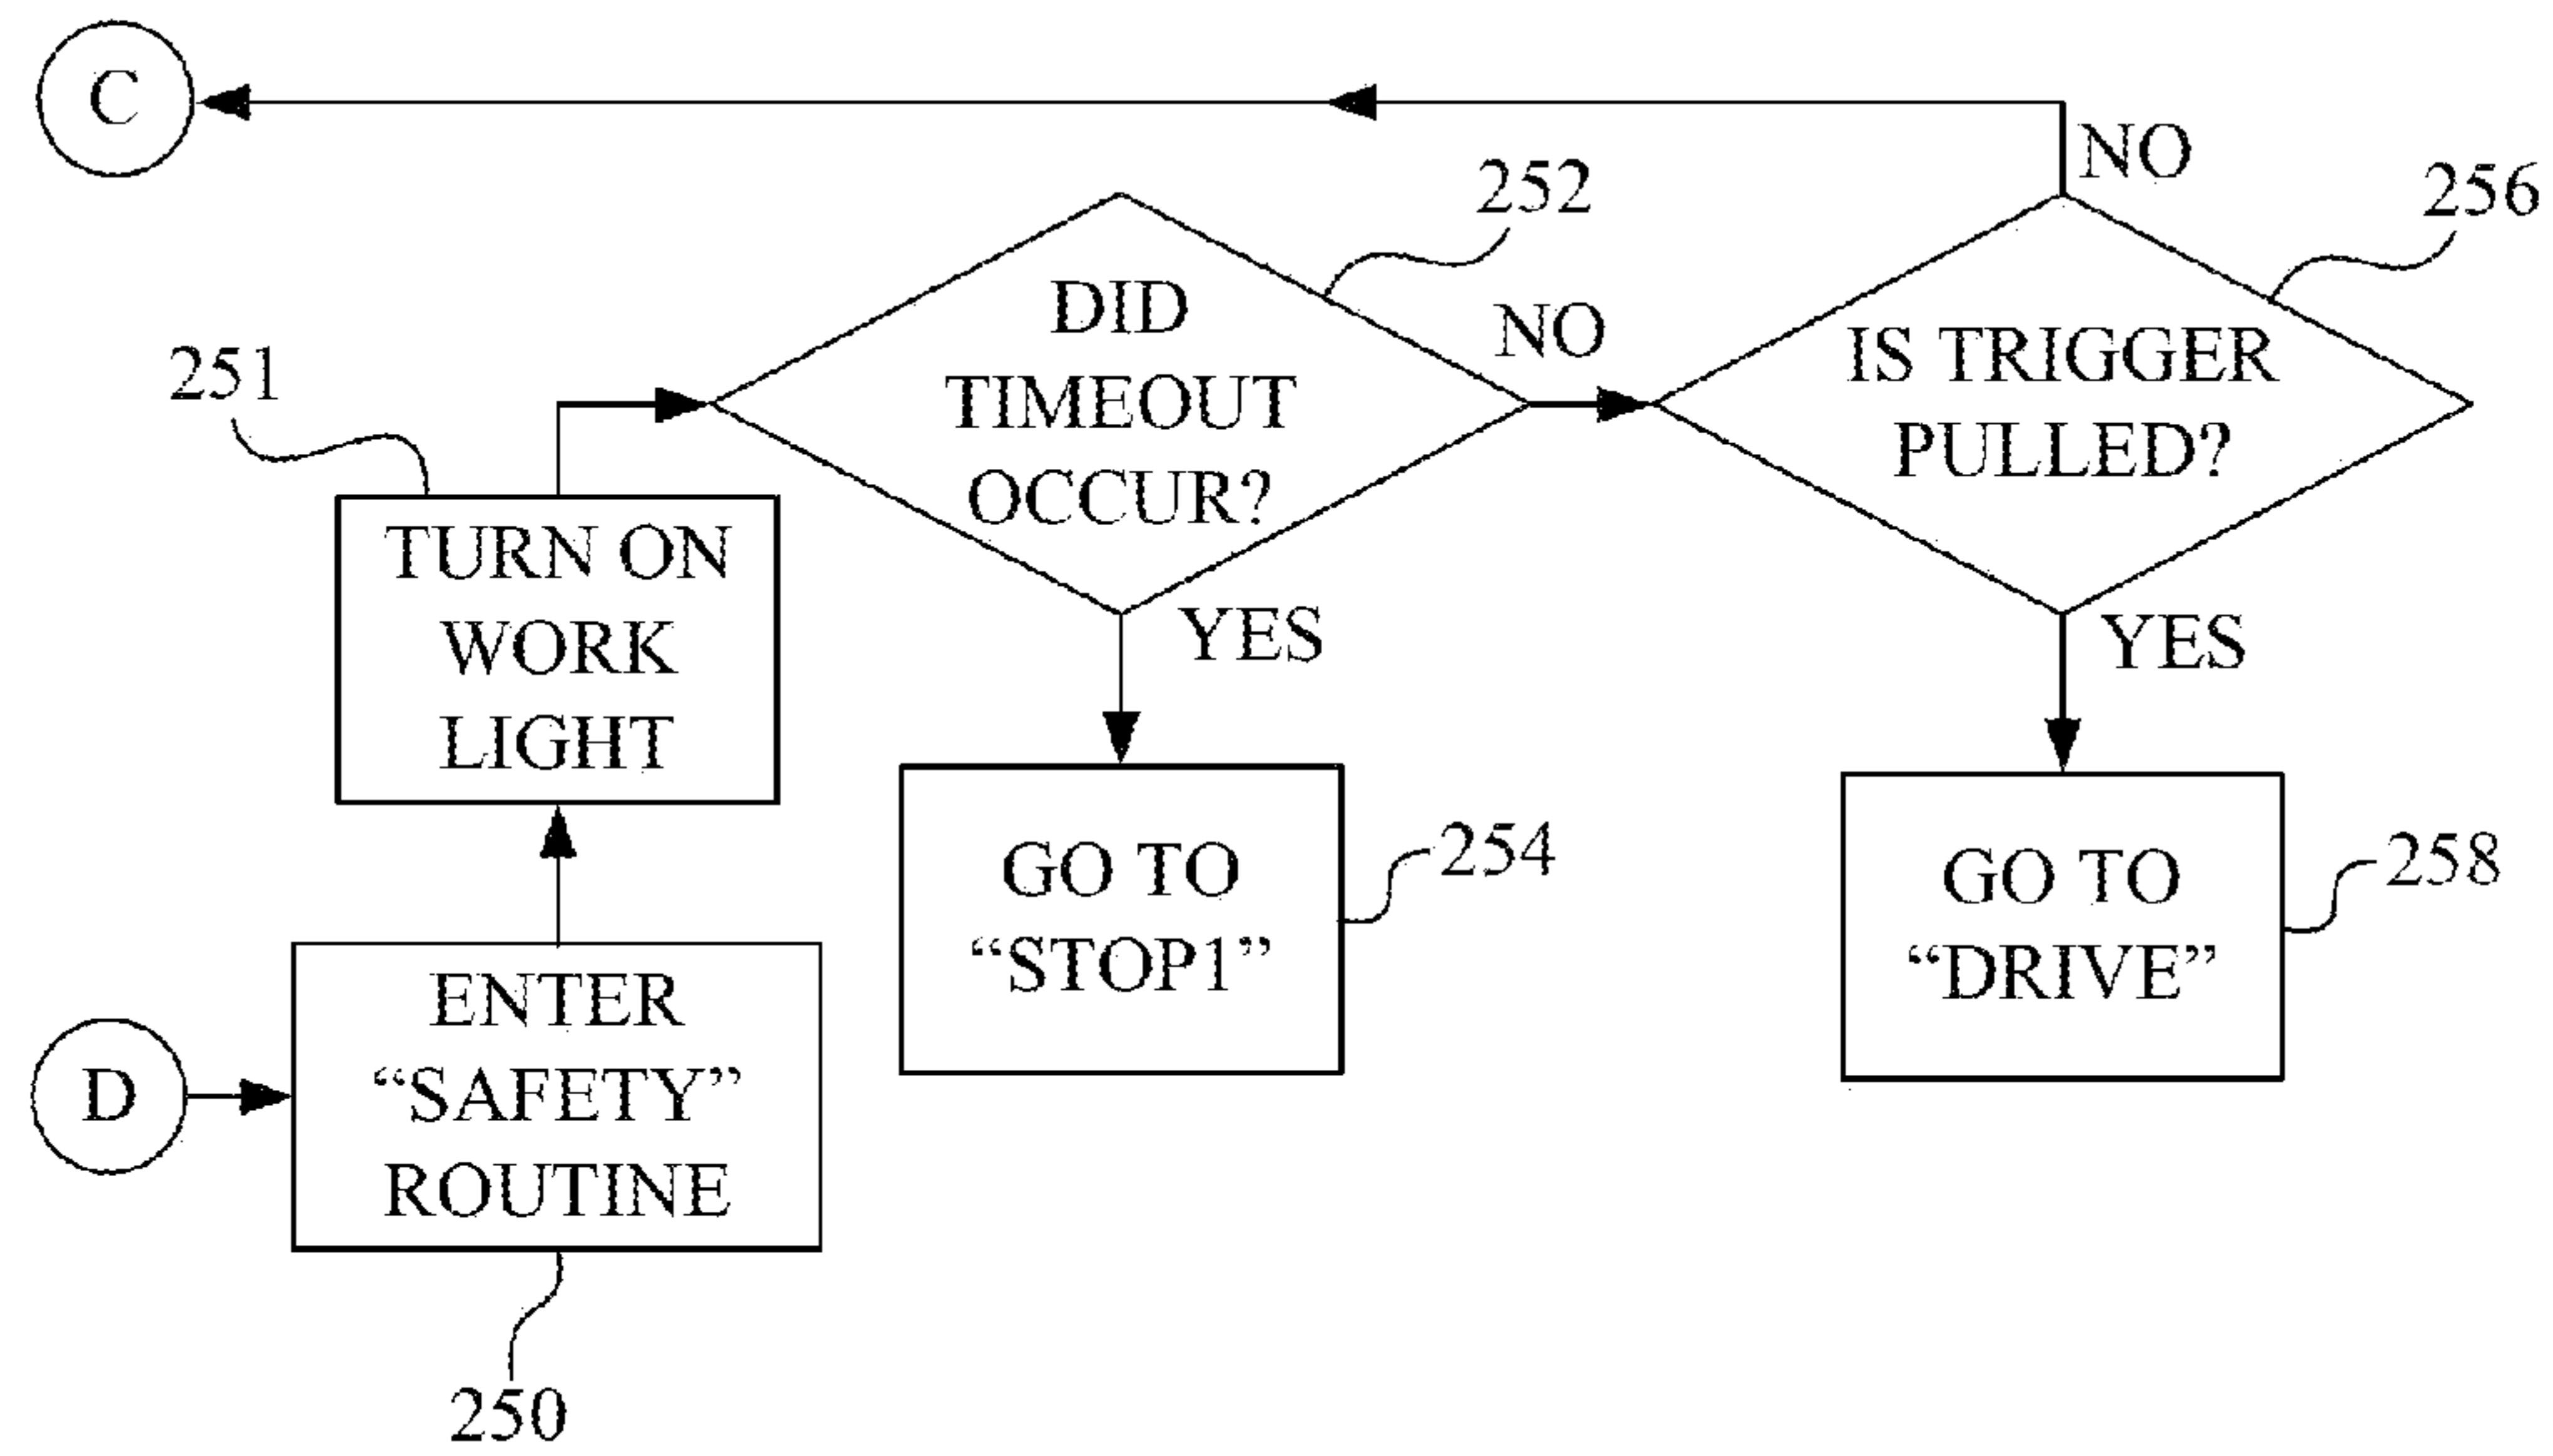 C
NO
252
256
DID
TIMEOUT
OCCUR?
NO
IS TRIGGER
PULLED?
251
TURN ON
WORK
LIGHT
YES
YES
GO TO
“STOP1”
254
GO TO
“DRIVE”
258
D
ENTER
“SAFETY”
ROUTINE
250